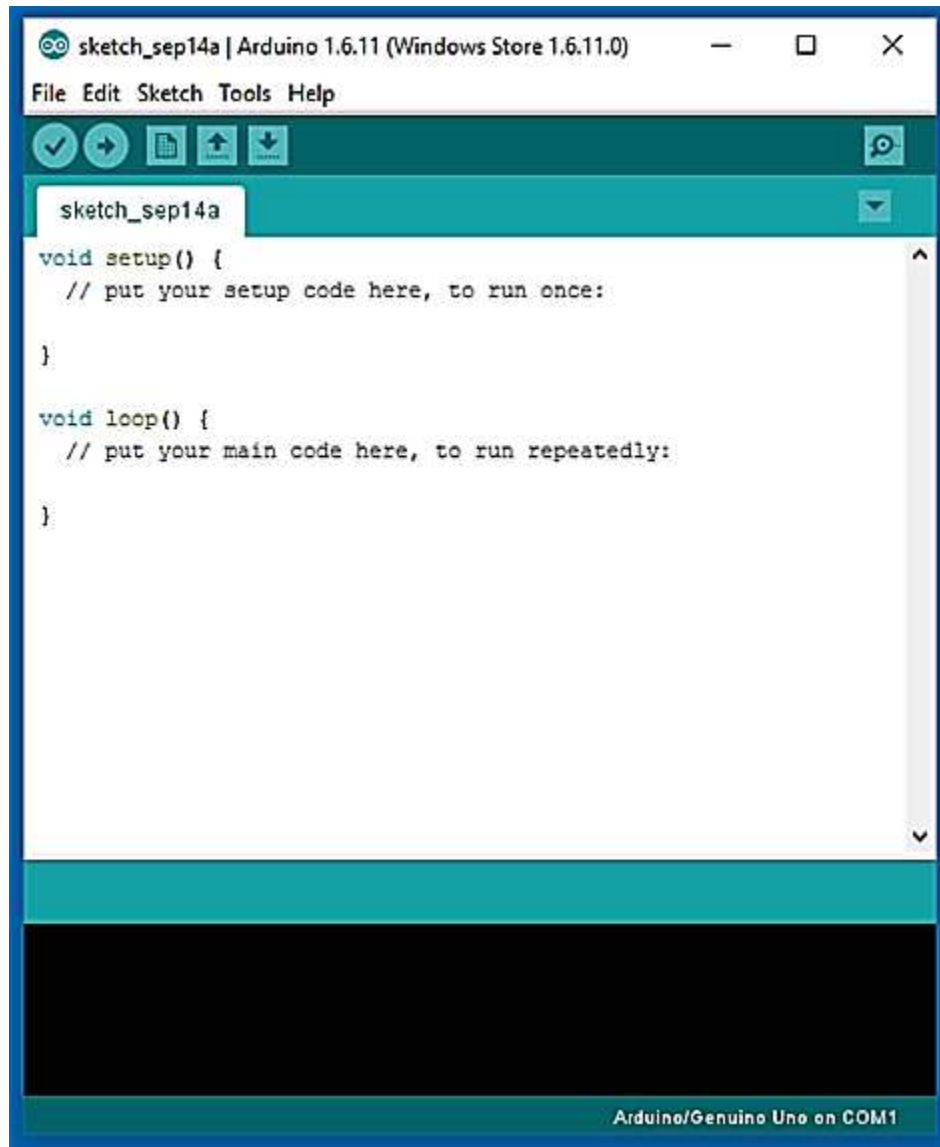 sketch_sep14a | Arduino 1.6.11 (Windows Store 1.6.11.0)
File Edit Sketch Tools Help
sketch_sep14a
void setup() {
  // put your setup code here, to run once:
}
void loop() {
  // put your main code here, to run repeatedly:
}
Arduino/Genuino Uno on COM1